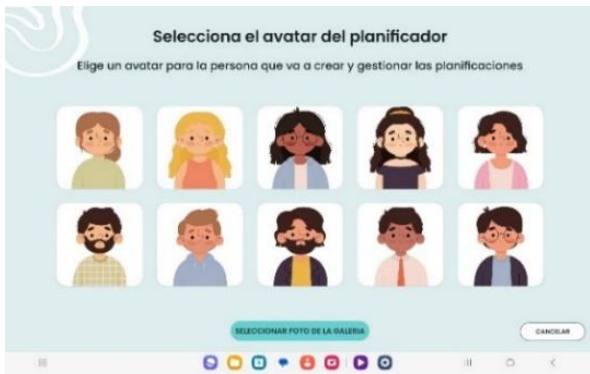 Selecciona el avatar del planificador
Elige un avatar para la persona que va a crear y gestionar las planificaciones
SELECCIONAR FOTO DE LA GALERIA
CANCELAR